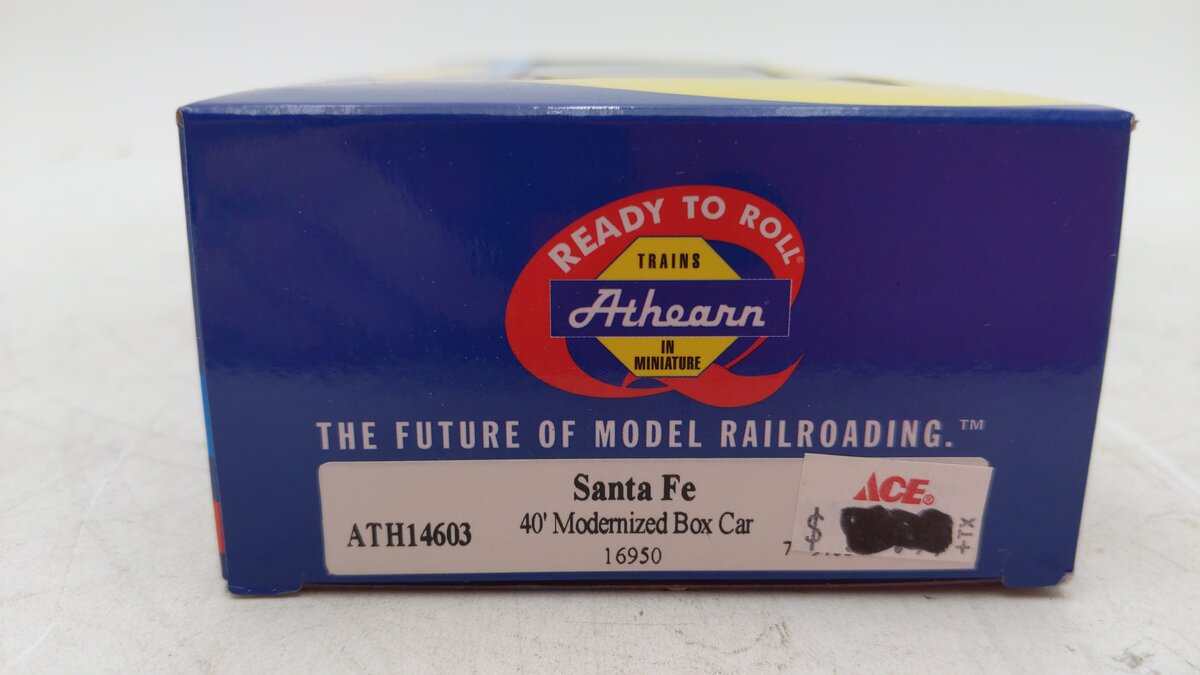 READY TO ROLL®
TRAINS
Athearn
IN
MINIATURE
THE FUTURE OF MODEL RAILROADING.™
Santa Fe
ATH14603
40' Modernized Box Car
16950
ACE®
$
+TX